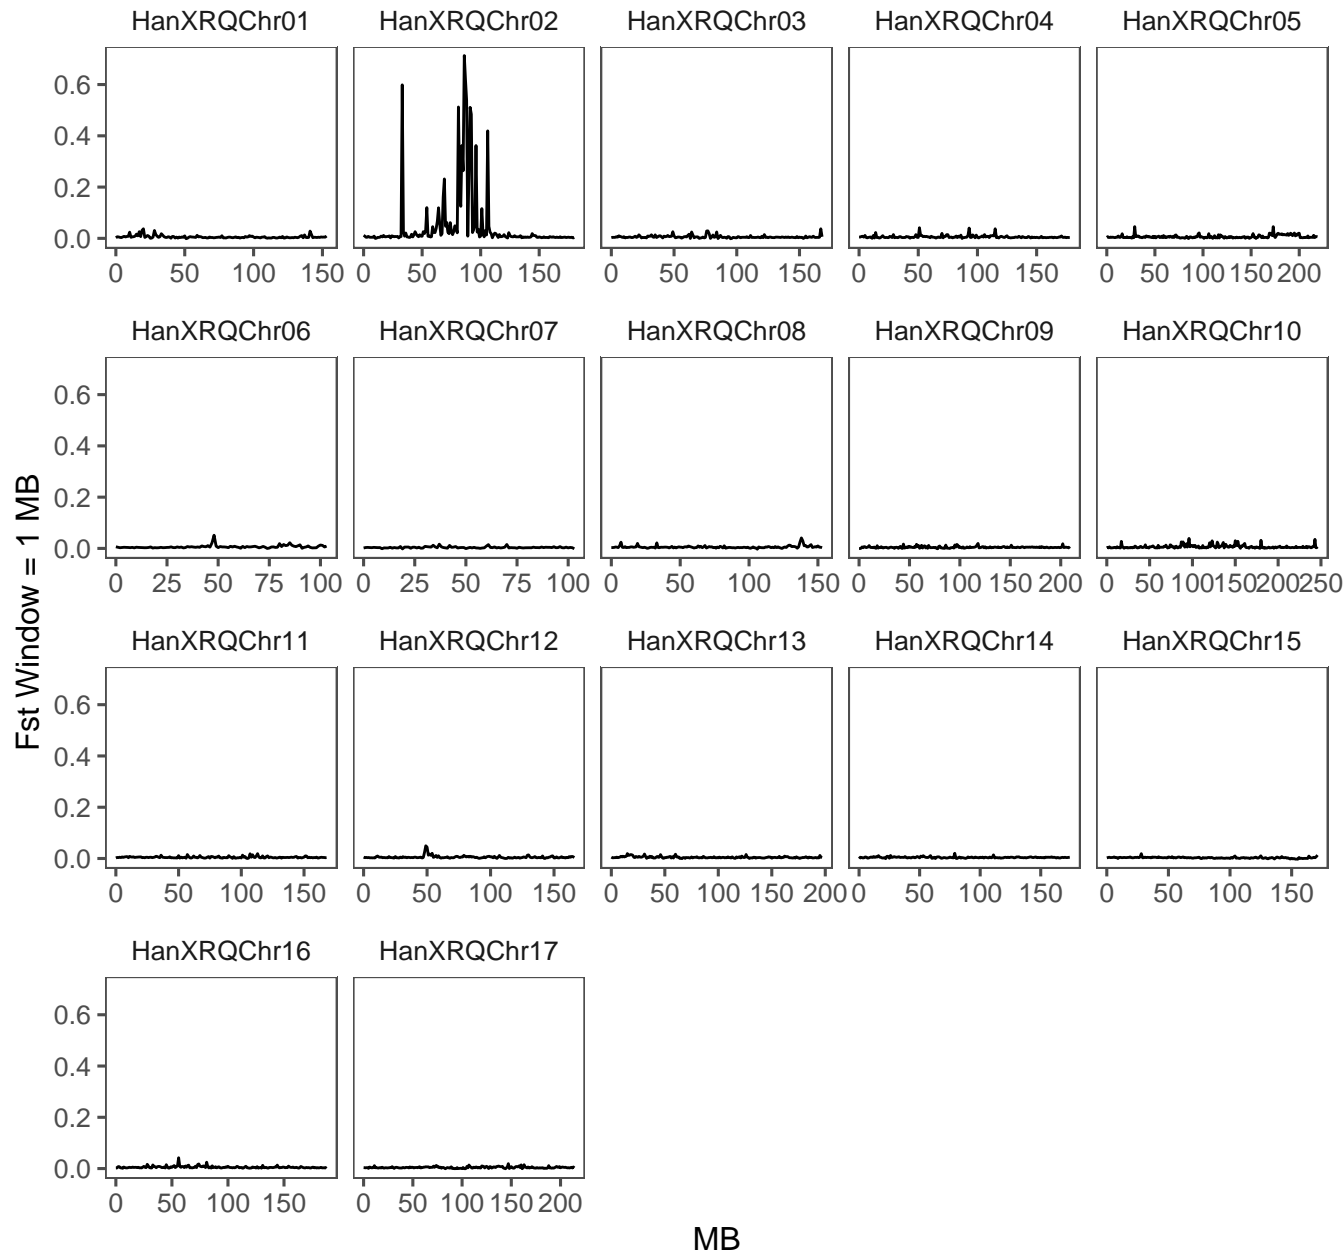 HanXRQChr01 HanXRQChr02 HanXRQChr03 HanXRQChr04 HanXRQChr05
0.6
0.4
0.2
0.0
0 50 100 150 0 50 100 150 0 50 100 150 0 50 100 150 0 50 100 150 200
HanXRQChr06 HanXRQChr07 HanXRQChr08 HanXRQChr09 HanXRQChr10
0.6
0.4
0.2
0.0
0 25 50 75 100 0 25 50 75 100 0 50 100 150 0 50 100 150 200 0 50 100 150 200 250
HanXRQChr11 HanXRQChr12 HanXRQChr13 HanXRQChr14 HanXRQChr15
0.6
0.4
0.2
0.0
0 50 100 150 0 50 100 150 0 50 100 150 200 0 50 100 150 0 50 100 150
HanXRQChr16 HanXRQChr17
0.6
0.4
0.2
0.0
0 50 100 150 0 50 100 150 200
Fst Window = 1 MB
MB